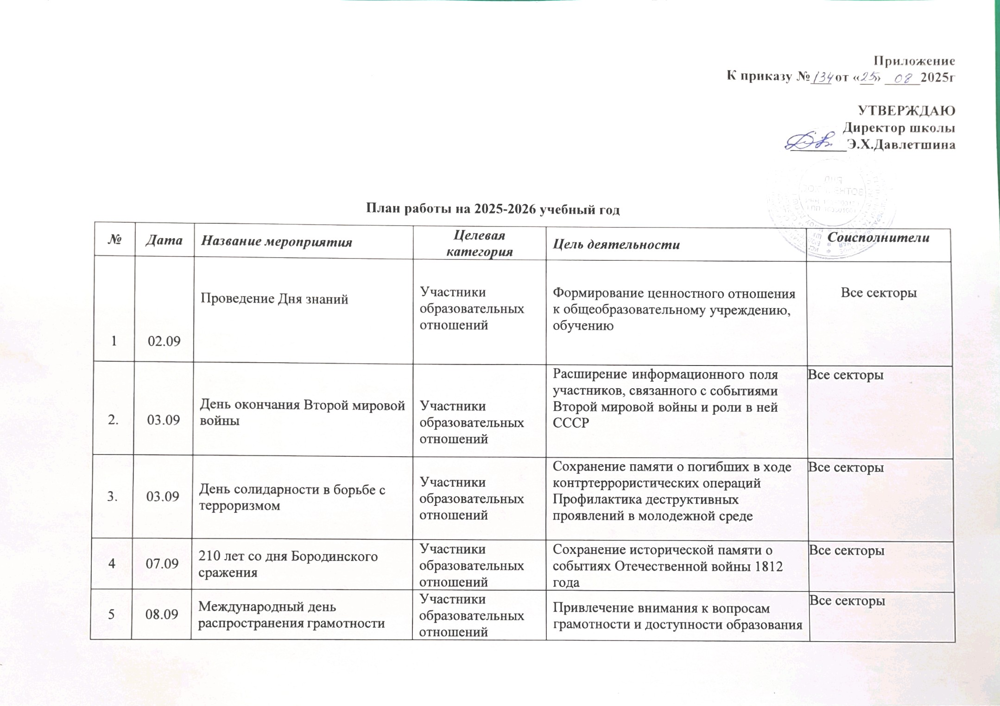 Приложение
К приказу № 134 от «25» 08 2025г
УТВЕРЖДАЮ
Директор школы
Э.Х.Давлетшина
План работы на 2025-2026 учебный год
№
Дата
Название мероприятия
Целевая
категория
Цель деятельности
Соисполнители
1
02.09
Проведение Дня знаний
Участники
образовательных
отношений
Формирование ценностного отношения
к общеобразовательному учреждению,
обучению
Все секторы
2.
03.09
День окончания Второй мировой
войны
Участники
образовательных
отношений
Расширение информационного поля
участников, связанного с событиями
Второй мировой войны и роли в ней
СССР
Все секторы
3.
03.09
День солидарности в борьбе с
терроризмом
Участники
образовательных
отношений
Сохранение памяти о погибших в ходе
контртеррористических операций
Профилактика деструктивных
проявлений в молодежной среде
Все секторы
4
07.09
210 лет со дня Бородинского
сражения
Участники
образовательных
отношений
Сохранение исторической памяти о
событиях Отечественной войны 1812
года
Все секторы
5
08.09
Международный день
распространения грамотности
Участники
образовательных
отношений
Привлечение внимания к вопросам
грамотности и доступности образования
Все секторы